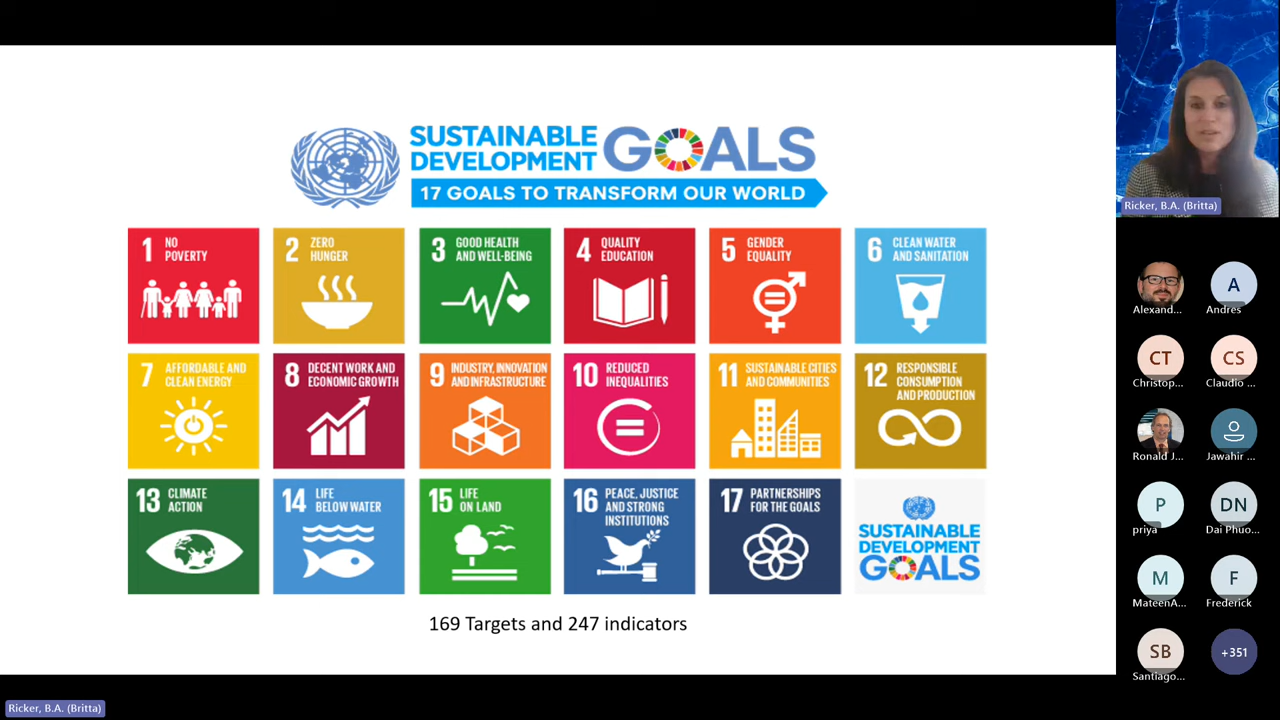 SUSTAINABLE
DEVELOPMENT
GOALS
17 GOALS TO TRANSFORM OUR WORLD
1 NO
POVERTY
2 ZERO
HUNGER
3 GOOD HEALTH
AND WELL-BEING
4 QUALITY
EDUCATION
5 GENDER
EQUALITY
6 CLEAN WATER
AND SANITATION
7 AFFORDABLE AND
CLEAN ENERGY
8 DECENT WORK AND
ECONOMIC GROWTH
9 INDUSTRY, INNOVATION
AND INFRASTRUCTURE
10 REDUCED
INEQUALITIES
11 SUSTAINABLE CITIES
AND COMMUNITIES
12 RESPONSIBLE
CONSUMPTION
AND PRODUCTION
13 CLIMATE
ACTION
14 LIFE
BELOW WATER
15 LIFE
ON LAND
16 PEACE, JUSTICE
AND STRONG
INSTITUTIONS
17 PARTNERSHIPS
FOR THE GOALS
SUSTAINABLE
DEVELOPMENT
GOALS
169 Targets and 247 indicators
Ricker, B.A. (Britta)
Alexand...
A
Andres
CT
Christop...
CS
Claudio ...
Ronald J...
Jawahir ...
P
priya
DN
Dai Phuo...
M
MateenA...
F
Frederick
SB
Santiago...
+351
Ricker, B.A. (Britta)